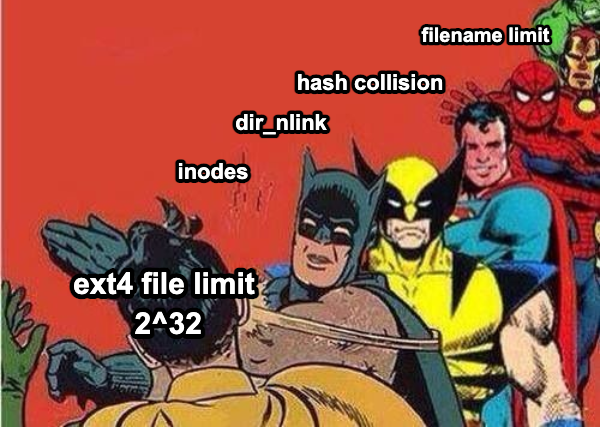 filename limit
hash collision
dir_nlink
inodes
ext4 file limit
2^32